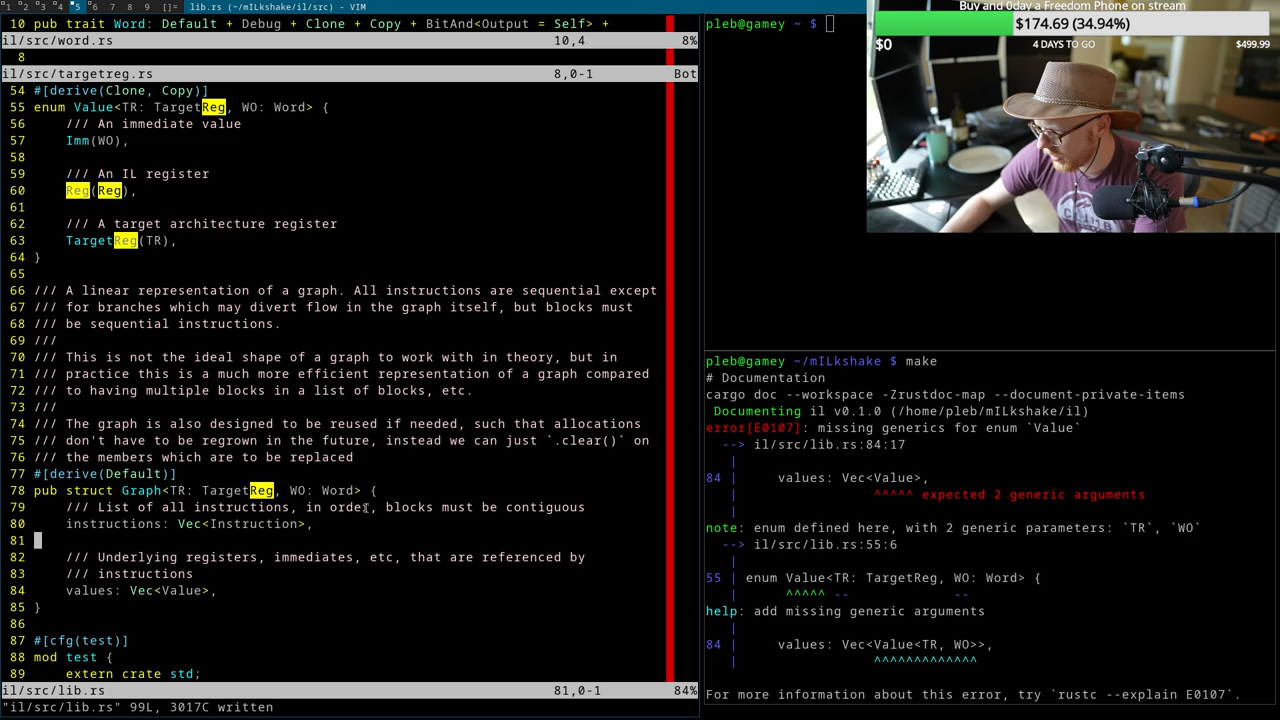 1 2 3 4 5 6 7 8 9 []= lib.rs (~/mILkshake/il/src) - VIM
10 pub trait Word: Default + Debug + Clone + Copy + BitAnd<Output = Self> +
il/src/word.rs 10,4 8%
8
il/src/targetreg.rs 8,0-1 Bot
54 #[derive(Clone, Copy)]
55 enum Value<TR: TargetReg, WO: Word> {
56     /// An immediate value
57     Imm(WO),
58
59     /// An IL register
60     Reg(Reg),
61
62     /// A target architecture register
63     TargetReg(TR),
64 }
65
66 /// A linear representation of a graph. All instructions are sequential except
67 /// for branches which may divert flow in the graph itself, but blocks must
68 /// be sequential instructions.
69 ///
70 /// This is not the ideal shape of a graph to work with in theory, but in
71 /// practice this is a much more efficient representation of a graph compared
72 /// to having multiple blocks in a list of blocks, etc.
73 ///
74 /// The graph is also designed to be reused if needed, such that allocations
75 /// don't have to be regrown in the future, instead we can just `.clear()` on
76 /// the members which are to be replaced
77 #[derive(Default)]
78 pub struct Graph<TR: TargetReg, WO: Word> {
79     /// List of all instructions, in order, blocks must be contiguous
80     instructions: Vec<Instruction>,
81
82     /// Underlying registers, immediates, etc, that are referenced by
83     /// instructions
84     values: Vec<Value>,
85 }
86
87 #[cfg(test)]
88 mod test {
89     extern crate std;
il/src/lib.rs 81,0-1 84%
"il/src/lib.rs" 99L, 3017C written
pleb@gamey ~ $
Buy and 0day a Freedom Phone on stream
$174.69 (34.94%)
$0 4 DAYS TO GO $499.99
pleb@gamey ~/mILkshake $ make
# Documentation
cargo doc --workspace -Zrustdoc-map --document-private-items
 Documenting il v0.1.0 (/home/pleb/mILkshake/il)
error[E0107]: missing generics for enum `Value`
  --> il/src/lib.rs:84:17
   |
84 |     values: Vec<Value>,
   |                 ^^^^^ expected 2 generic arguments
   |
note: enum defined here, with 2 generic parameters: `TR`, `WO`
  --> il/src/lib.rs:55:6
   |
55 | enum Value<TR: TargetReg, WO: Word> {
   |      ^^^^^ --             --
help: add missing generic arguments
   |
84 |     values: Vec<Value<TR, WO>>,
   |                 ^^^^^^^^^^^^^
For more information about this error, try `rustc --explain E0107`.